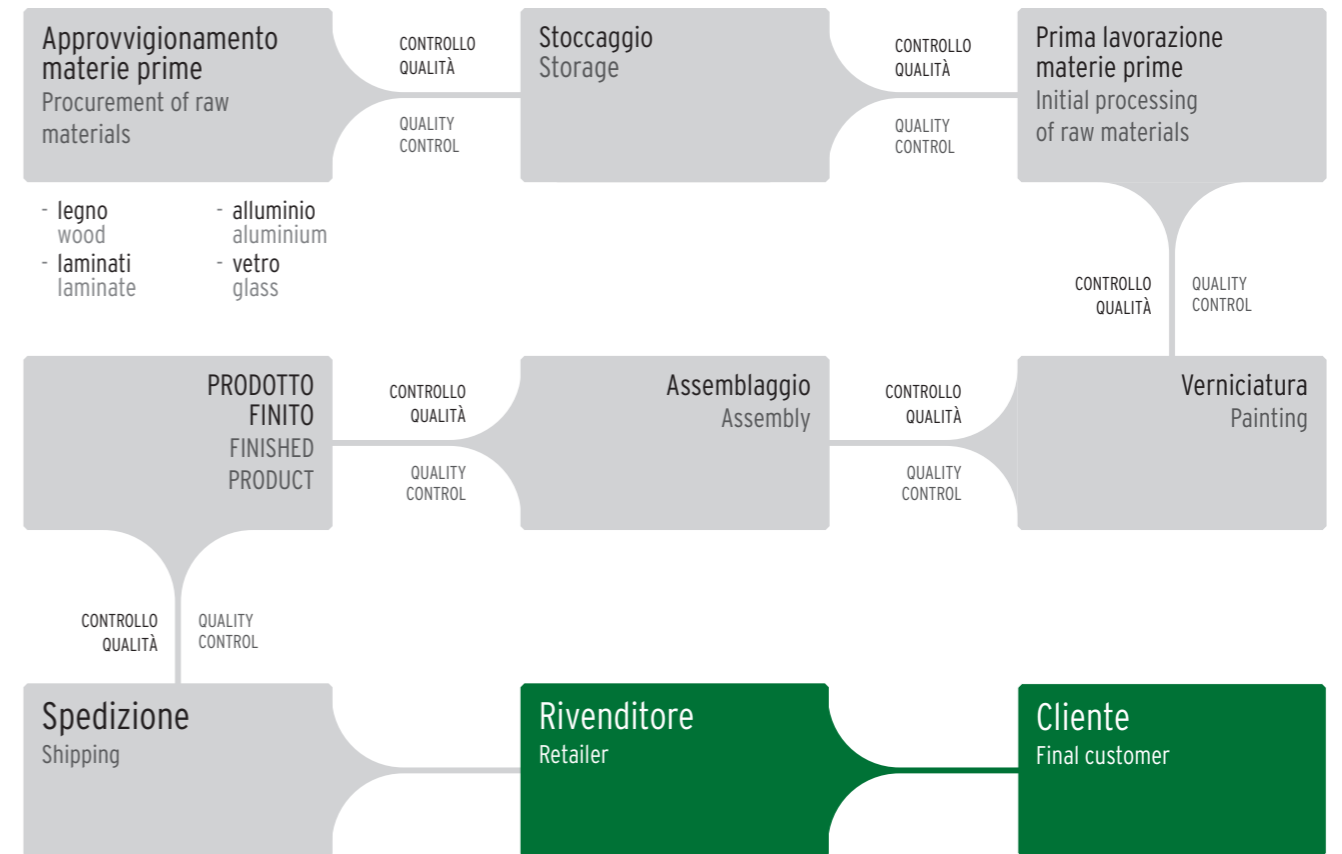 Approvvigionamento
materie prime
Procurement of raw
materials
CONTROLLO
QUALITÀ
QUALITY
CONTROL
Stoccaggio
Storage
CONTROLLO
QUALITÀ
QUALITY
CONTROL
Prima lavorazione
materie prime
Initial processing
of raw materials
- legno
wood
- laminati
laminate
- alluminio
aluminium
- vetro
glass
CONTROLLO
QUALITÀ
QUALITY
CONTROL
Verniciatura
Painting
CONTROLLO
QUALITÀ
QUALITY
CONTROL
Assemblaggio
Assembly
CONTROLLO
QUALITÀ
QUALITY
CONTROL
PRODOTTO
FINITO
FINISHED
PRODUCT
CONTROLLO
QUALITÀ
QUALITY
CONTROL
Spedizione
Shipping
Rivenditore
Retailer
Cliente
Final customer